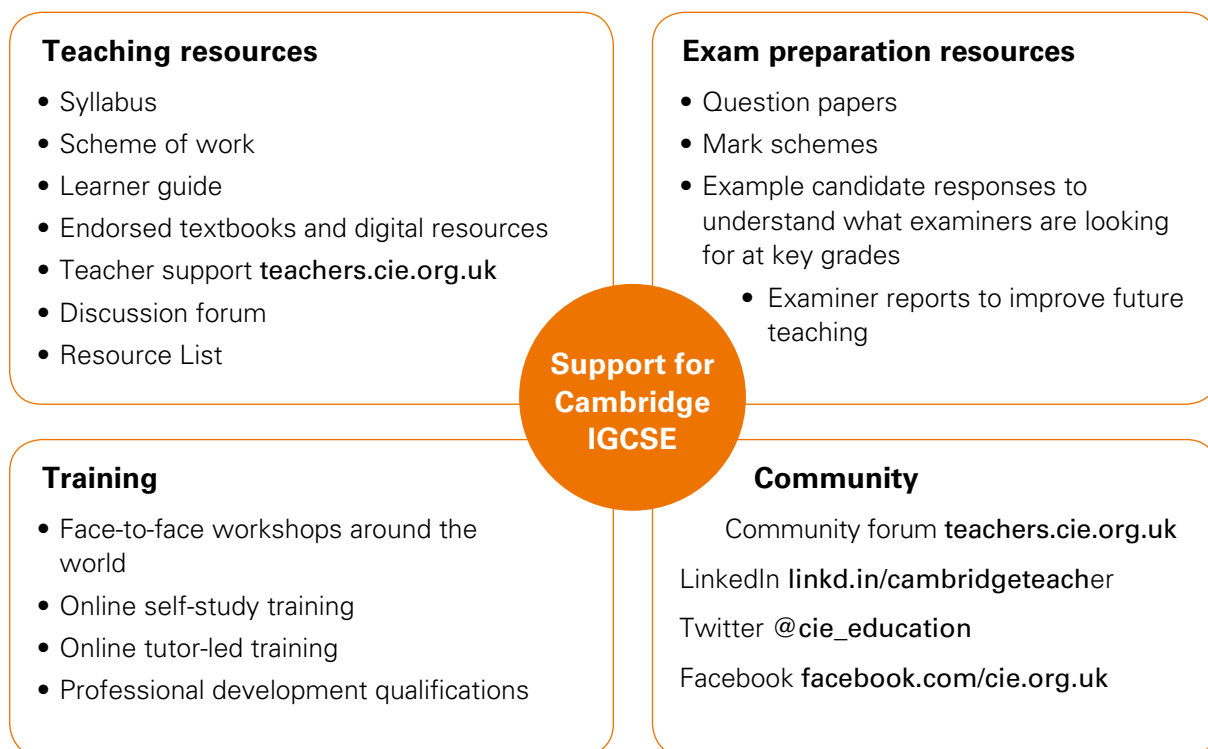 Teaching resources
• Syllabus
• Scheme of work
• Learner guide
• Endorsed textbooks and digital resources
• Teacher support teachers.cie.org.uk
• Discussion forum
• Resource List
Exam preparation resources
• Question papers
• Mark schemes
• Example candidate responses to
understand what examiners are looking
for at key grades
• Examiner reports to improve future
teaching
Support for
Cambridge
IGCSE
Training
• Face-to-face workshops around the
world
• Online self-study training
• Online tutor-led training
• Professional development qualifications
Community
Community forum teachers.cie.org.uk
LinkedIn linkd.in/cambridgeteacher
Twitter @cie_education
Facebook facebook.com/cie.org.uk